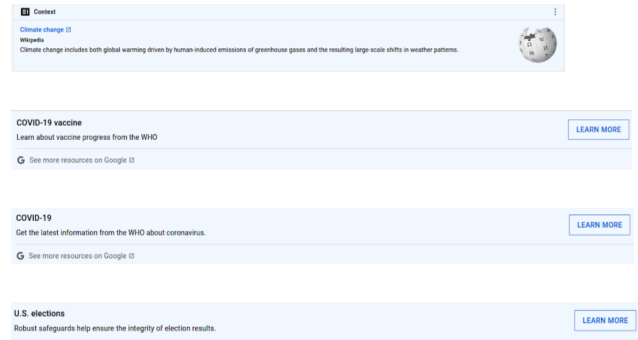 Context
Climate change
Wikipedia
Climate change includes both global warming driven by human-induced emissions of greenhouse gases and the resulting large-scale shifts in weather patterns.
COVID-19 vaccine
Learn about vaccine progress from the WHO
LEARN MORE
G See more resources on Google
COVID-19
Get the latest information from the WHO about coronavirus.
LEARN MORE
G See more resources on Google
U.S. elections
Robust safeguards help ensure the integrity of election results.
LEARN MORE